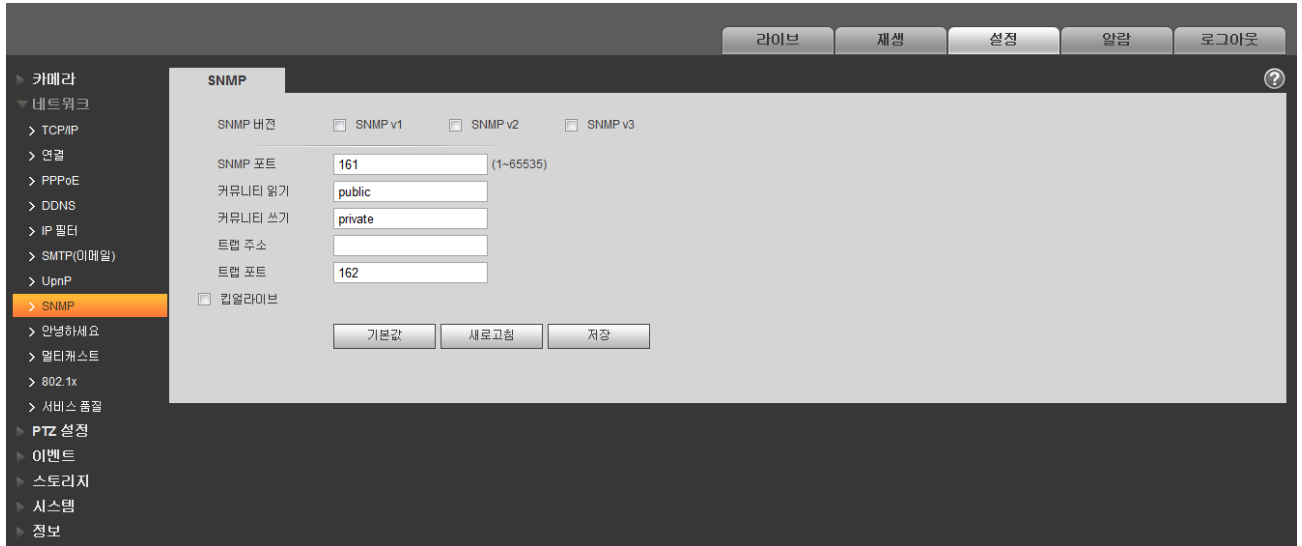 라이브 재생 설정 알람 로그아웃
카메라
네트워크
TCP/IP
연결
PPPoE
DDNS
IP 필터
SMTP(이메일)
UpnP
SNMP
안녕하세요
멀티캐스트
802.1x
서비스 품질
PTZ 설정
이벤트
스토리지
시스템
정보
SNMP
?
SNMP 버젼 SNMP v1 SNMP v2 SNMP v3
SNMP 포트 161 (1~65535)
커뮤니티 읽기 public
커뮤니티 쓰기 private
트랩 주소
트랩 포트 162
킵얼라이브
기본값 새로고침 저장